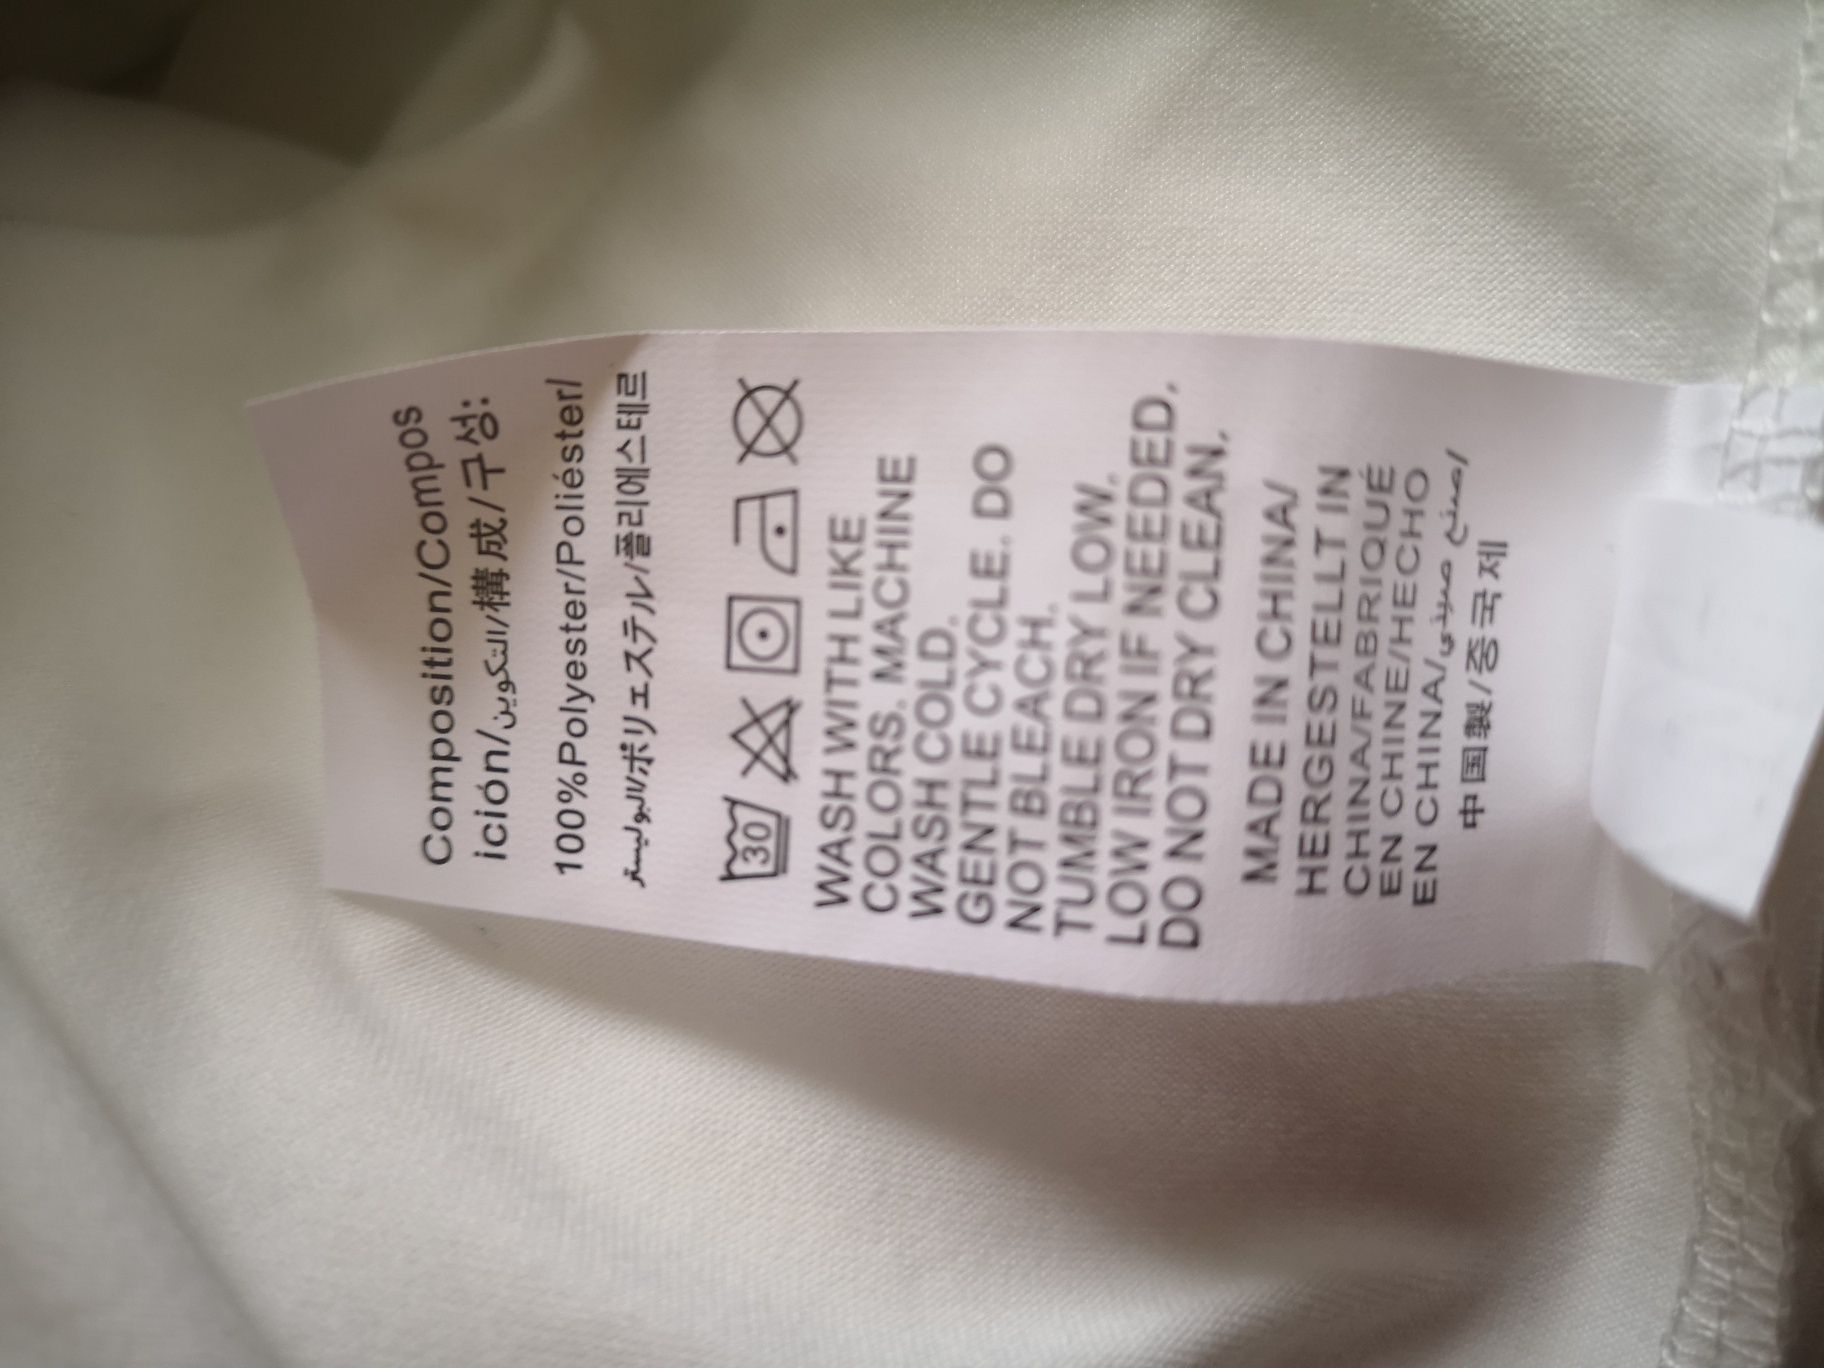 Composition/Compos
ición/التكوين/構成/구성:
100%Polyester/Poliéster/
البوليستر/ポリエステル/폴리에스테르
30
WASH WITH LIKE
COLORS. MACHINE
WASH COLD.
GENTLE CYCLE. DO
NOT BLEACH.
TUMBLE DRY LOW.
LOW IRON IF NEEDED.
DO NOT DRY CLEAN.
MADE IN CHINA/
HERGESTELLT IN
CHINA/FABRIQUÉ
EN CHINE/HECHO
EN CHINA/صنع صيني/
中国製/중국제